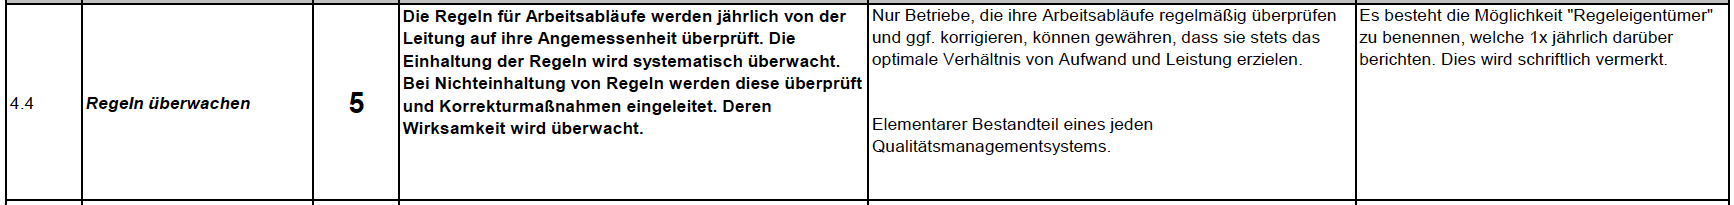 4.4
Regeln überwachen
5
Die Regeln für Arbeitsabläufe werden jährlich von der
Leitung auf ihre Angemessenheit überprüft. Die
Einhaltung der Regeln wird systematisch überwacht.
Bei Nichteinhaltung von Regeln werden diese überprüft
und Korrekturmaßnahmen eingeleitet. Deren
Wirksamkeit wird überwacht.
Nur Betriebe, die ihre Arbeitsabläufe regelmäßig überprüfen
und ggf. korrigieren, können gewähren, dass sie stets das
optimale Verhältnis von Aufwand und Leistung erzielen.
Elementarer Bestandteil eines jeden
Qualitätsmanagementsystems.
Es besteht die Möglichkeit "Regeleigentümer"
zu benennen, welche 1x jährlich darüber
berichten. Dies wird schriftlich vermerkt.